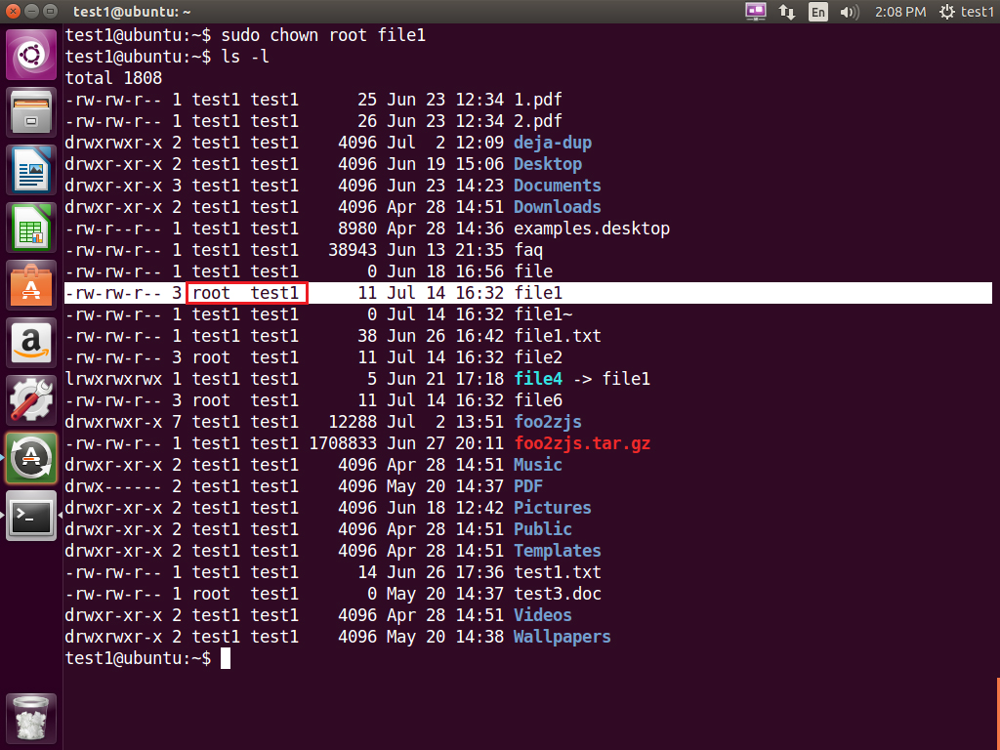 test1@ubuntu: ~
En
2:08 PM
test1
test1@ubuntu:~$ sudo chown root file1
test1@ubuntu:~$ ls -l
total 1808
-rw-rw-r-- 1 test1 test1      25 Jun 23 12:34 1.pdf
-rw-rw-r-- 1 test1 test1      26 Jun 23 12:34 2.pdf
drwxrwxr-x 2 test1 test1    4096 Jul  2 12:09 deja-dup
drwxr-xr-x 2 test1 test1    4096 Jun 19 15:06 Desktop
drwxr-xr-x 3 test1 test1    4096 Jun 23 14:23 Documents
drwxr-xr-x 2 test1 test1    4096 Apr 28 14:51 Downloads
-rw-r--r-- 1 test1 test1    8980 Apr 28 14:36 examples.desktop
-rw-rw-r-- 1 test1 test1   38943 Jun 13 21:35 faq
-rw-rw-r-- 1 test1 test1       0 Jun 18 16:56 file
-rw-rw-r-- 3 root  test1      11 Jul 14 16:32 file1
-rw-rw-r-- 1 test1 test1       0 Jul 14 16:32 file1~
-rw-rw-r-- 1 test1 test1      38 Jun 26 16:42 file1.txt
-rw-rw-r-- 3 root  test1      11 Jul 14 16:32 file2
lrwxrwxrwx 1 test1 test1       5 Jun 21 17:18 file4 -> file1
-rw-rw-r-- 3 root  test1      11 Jul 14 16:32 file6
drwxrwxr-x 7 test1 test1   12288 Jul  2 13:51 foo2zjs
-rw-rw-r-- 1 test1 test1 1708833 Jun 27 20:11 foo2zjs.tar.gz
drwxr-xr-x 2 test1 test1    4096 Apr 28 14:51 Music
drwx------ 2 test1 test1    4096 May 20 14:37 PDF
drwxr-xr-x 2 test1 test1    4096 Jun 18 12:42 Pictures
drwxr-xr-x 2 test1 test1    4096 Apr 28 14:51 Public
drwxr-xr-x 2 test1 test1    4096 Apr 28 14:51 Templates
-rw-rw-r-- 1 test1 test1      14 Jun 26 17:36 test1.txt
-rw-rw-r-- 1 root  test1       0 May 20 14:37 test3.doc
drwxr-xr-x 2 test1 test1    4096 Apr 28 14:51 Videos
drwxrwxr-x 2 test1 test1    4096 May 20 14:38 Wallpapers
test1@ubuntu:~$